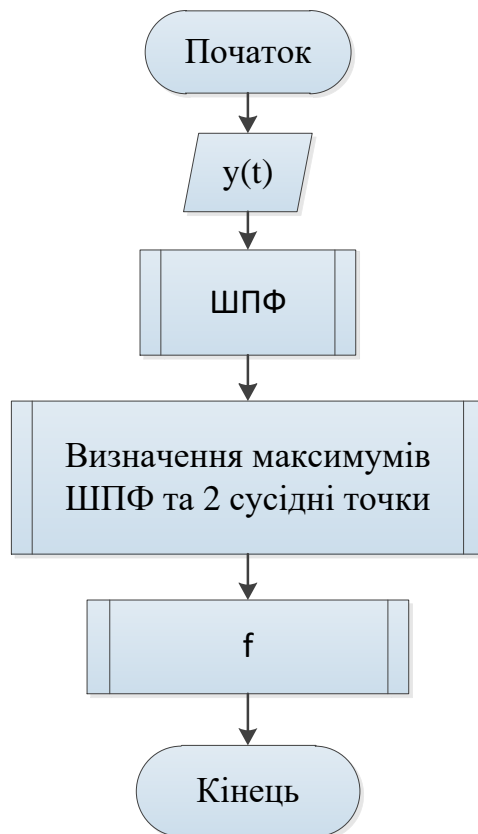 Початок
y(t)
ШПФ
Визначення максимумів
ШПФ та 2 сусідні точки
f
Кінець